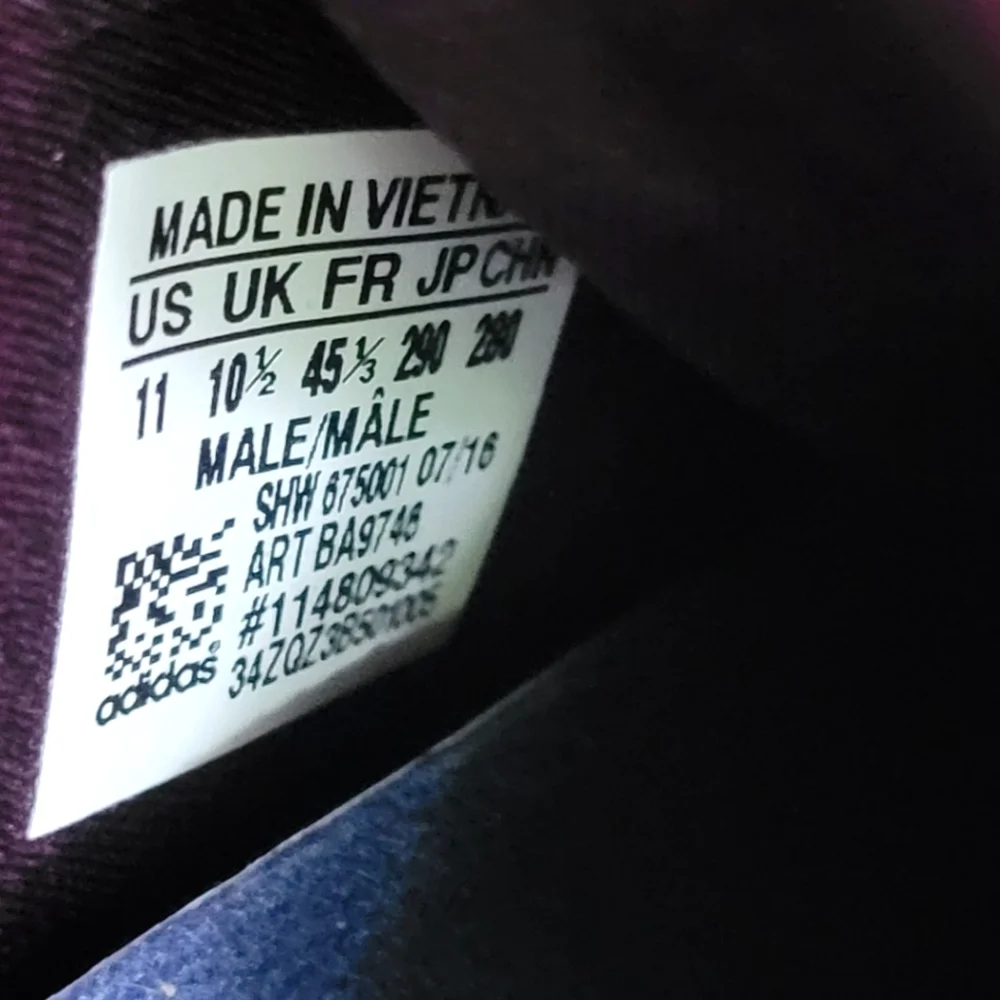 MADE IN VIETN
US UK FR JP CHN
11 10½ 45⅓ 290 280
MALE/MÂLE
SHW 675001 07/16
ART BA9748
#114809342
adidas